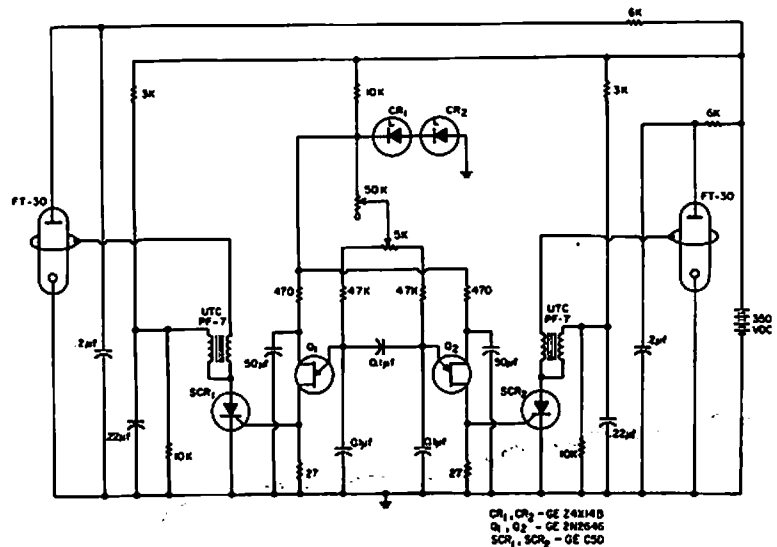 6K
3K
10K
3K
CR1
CR2
6K
FT-30
50K
FT-30
5K
470
47K
47K
470
350
VDC
UTC
PF-7
UTC
PF-7
.2µf
50µf
Q1
0.1µf
Q2
50µf
.2µf
SCR1
SCR2
.22µf
10K
0.1µf
0.1µf
.22µf
10K
27
27
CR1, CR2 - GE Z4X14B
Q1, Q2 - GE 2N2646
SCR1, SCR2 - GE C50